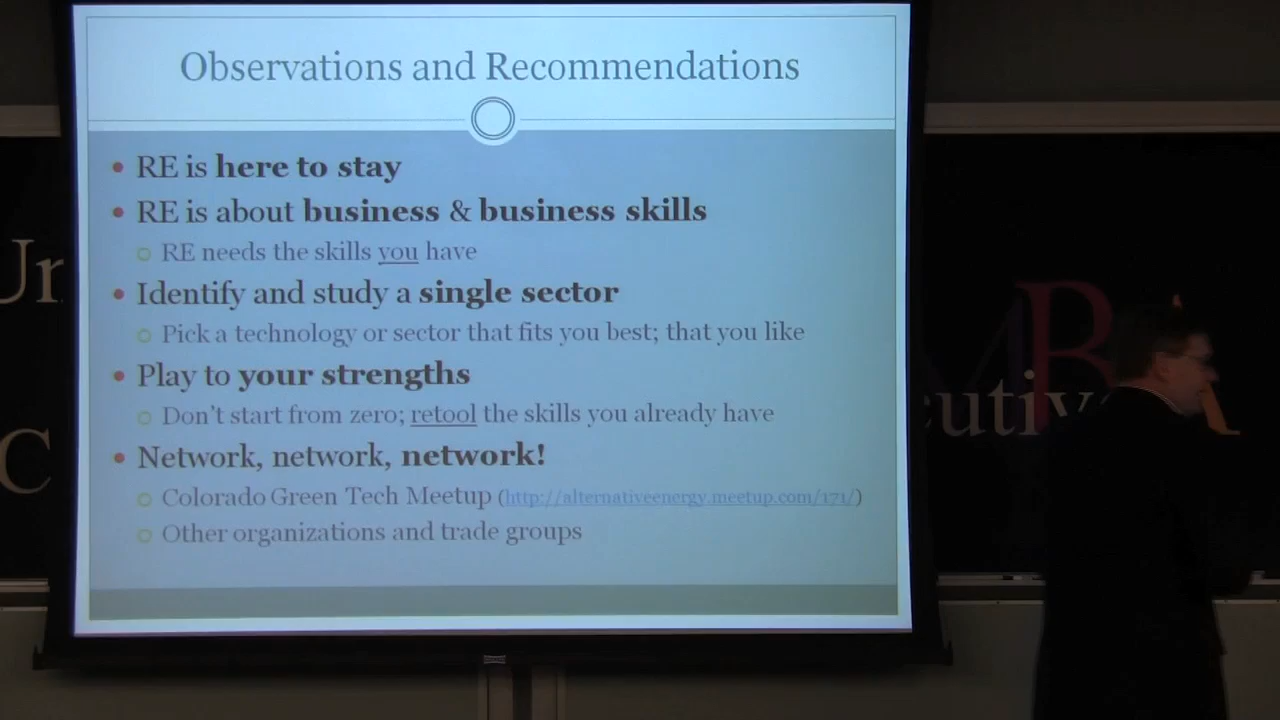 Observations and Recommendations
• RE is here to stay
• RE is about business & business skills
○ RE needs the skills you have
• Identify and study a single sector
○ Pick a technology or sector that fits you best; that you like
• Play to your strengths
○ Don't start from zero; retool the skills you already have
• Network, network, network!
○ Colorado Green Tech Meetup (http://alternativeenergy.meetup.com/171/)
○ Other organizations and trade groups